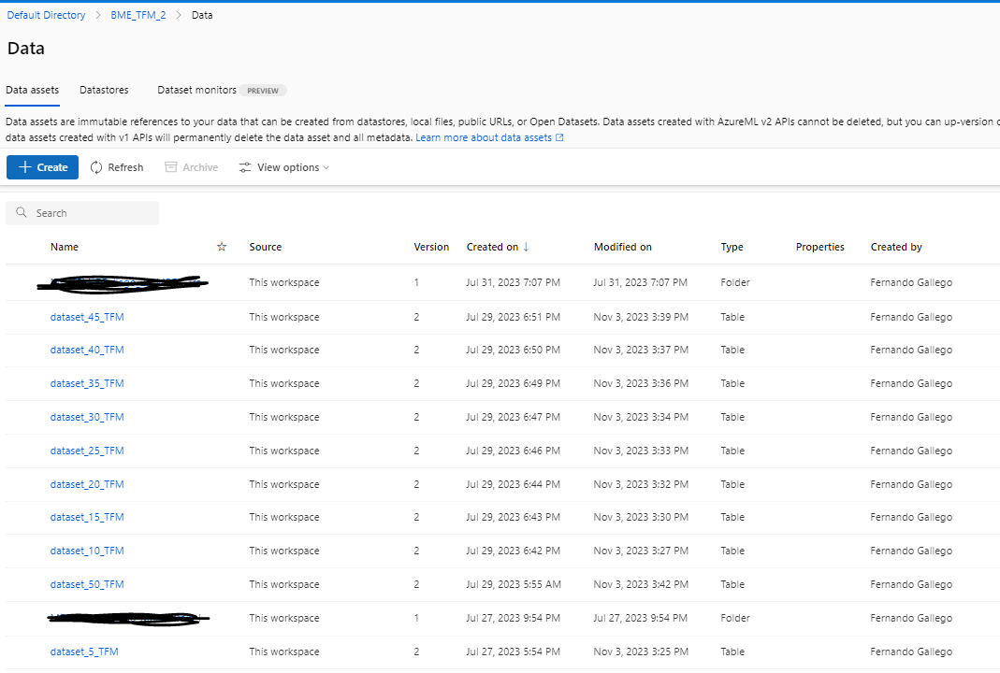 Default Directory > BME_TFM_2 > Data
Data
Data assets Datastores Dataset monitors PREVIEW
Data assets are immutable references to your data that can be created from datastores, local files, public URLs, or Open Datasets. Data assets created with AzureML v2 APIs cannot be deleted, but you can up-version
data assets created with v1 APIs will permanently delete the data asset and all metadata. Learn more about data assets
+ Create Refresh Archive View options
Search
Name Source Version Created on ↓ Modified on Type Properties Created by
This workspace 1 Jul 31, 2023 7:07 PM Jul 31, 2023 7:07 PM Folder Fernando Gallego
dataset_45_TFM This workspace 2 Jul 29, 2023 6:51 PM Nov 3, 2023 3:39 PM Table Fernando Gallego
dataset_40_TFM This workspace 2 Jul 29, 2023 6:50 PM Nov 3, 2023 3:37 PM Table Fernando Gallego
dataset_35_TFM This workspace 2 Jul 29, 2023 6:49 PM Nov 3, 2023 3:36 PM Table Fernando Gallego
dataset_30_TFM This workspace 2 Jul 29, 2023 6:47 PM Nov 3, 2023 3:34 PM Table Fernando Gallego
dataset_25_TFM This workspace 2 Jul 29, 2023 6:46 PM Nov 3, 2023 3:33 PM Table Fernando Gallego
dataset_20_TFM This workspace 2 Jul 29, 2023 6:44 PM Nov 3, 2023 3:32 PM Table Fernando Gallego
dataset_15_TFM This workspace 2 Jul 29, 2023 6:43 PM Nov 3, 2023 3:30 PM Table Fernando Gallego
dataset_10_TFM This workspace 2 Jul 29, 2023 6:42 PM Nov 3, 2023 3:27 PM Table Fernando Gallego
dataset_50_TFM This workspace 2 Jul 29, 2023 5:55 AM Nov 3, 2023 3:42 PM Table Fernando Gallego
This workspace 1 Jul 27, 2023 9:54 PM Jul 27, 2023 9:54 PM Folder Fernando Gallego
dataset_5_TFM This workspace 2 Jul 27, 2023 5:54 PM Nov 3, 2023 3:25 PM Table Fernando Gallego